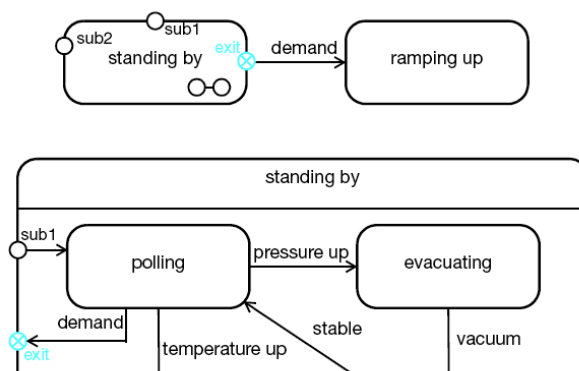 sub1
sub2
exit
demand
standing by
ramping up
standing by
sub1
polling
pressure up
evacuating
demand
stable
vacuum
exit
temperature up